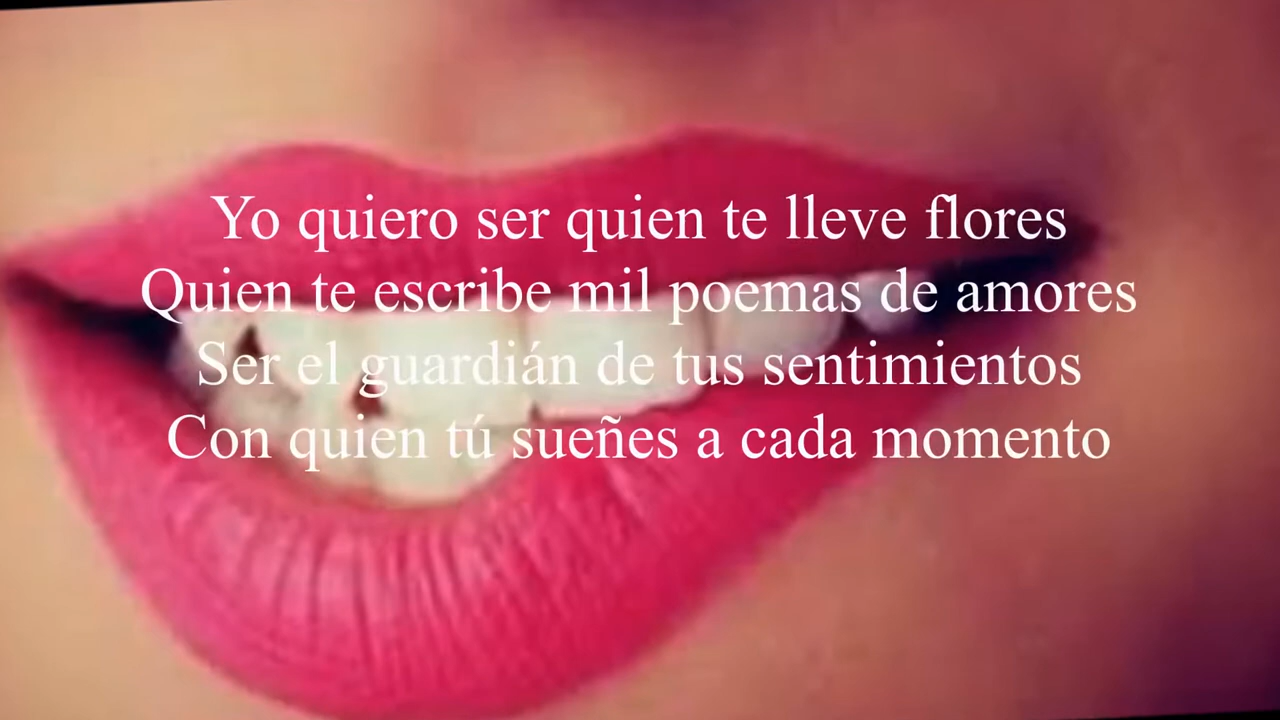 Yo quiero ser quien te lleve flores
Quien te escribe mil poemas de amores
Ser el guardián de tus sentimientos
Con quien tú sueñes a cada momento